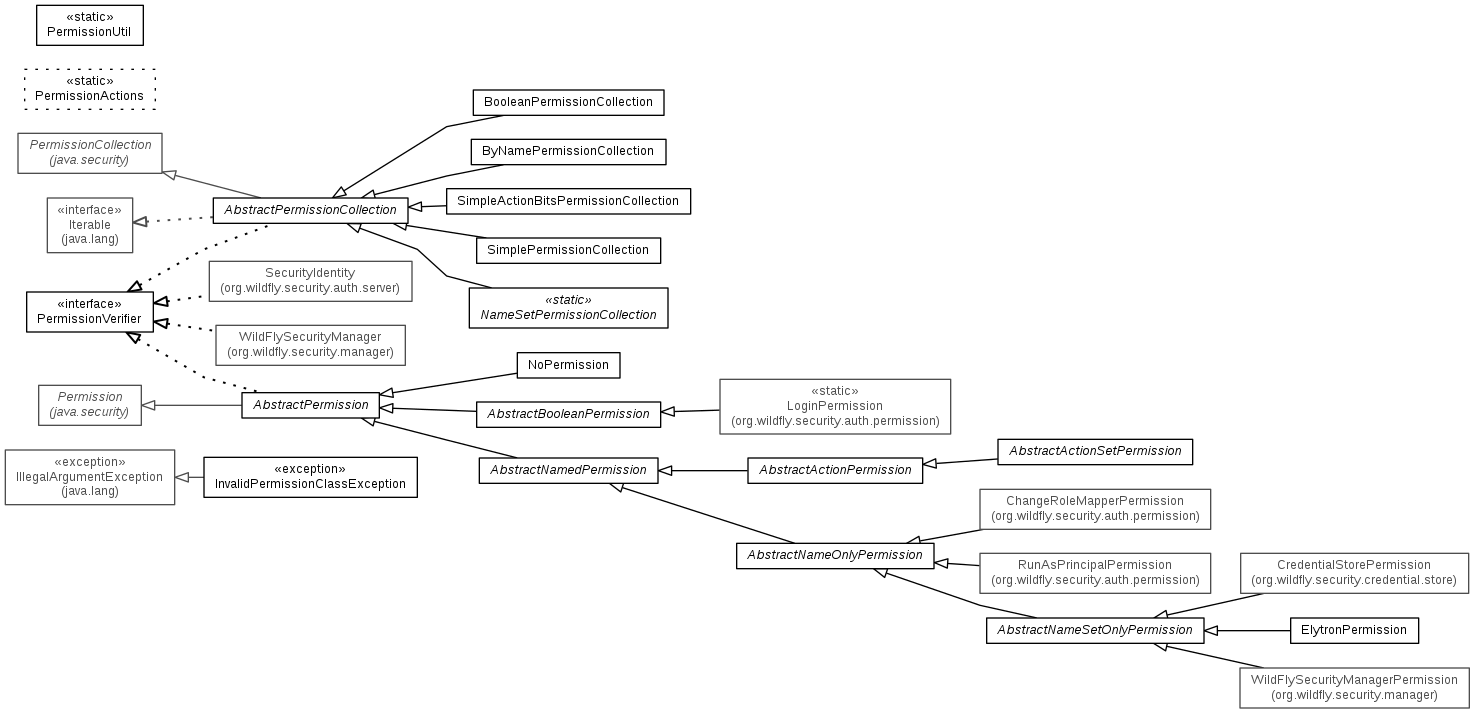 «static»
PermissionUtil
«static»
PermissionActions
PermissionCollection
(java.security)
«interface»
Iterable
(java.lang)
«interface»
PermissionVerifier
Permission
(java.security)
«exception»
IllegalArgumentException
(java.lang)
AbstractPermissionCollection
SecurityIdentity
(org.wildfly.security.auth.server)
WildFlySecurityManager
(org.wildfly.security.manager)
AbstractPermission
«exception»
InvalidPermissionClassException
BooleanPermissionCollection
ByNamePermissionCollection
SimpleActionBitsPermissionCollection
SimplePermissionCollection
«static»
NameSetPermissionCollection
NoPermission
AbstractBooleanPermission
AbstractNamedPermission
«static»
LoginPermission
(org.wildfly.security.auth.permission)
AbstractActionPermission
AbstractNameOnlyPermission
AbstractActionSetPermission
ChangeRoleMapperPermission
(org.wildfly.security.auth.permission)
RunAsPrincipalPermission
(org.wildfly.security.auth.permission)
AbstractNameSetOnlyPermission
CredentialStorePermission
(org.wildfly.security.credential.store)
ElytronPermission
WildFlySecurityManagerPermission
(org.wildfly.security.manager)